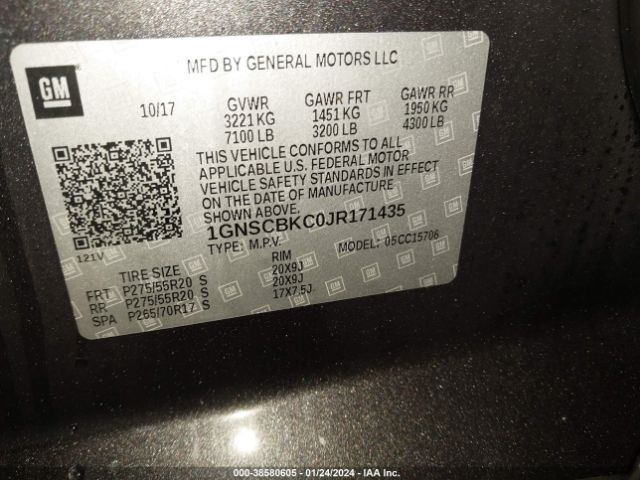 GM
MFD BY GENERAL MOTORS LLC
10/17 GVWR GAWR FRT GAWR RR
3221 KG 1451 KG 1950 KG
7100 LB 3200 LB 4300 LB
THIS VEHICLE CONFORMS TO ALL
APPLICABLE U.S. FEDERAL MOTOR
VEHICLE SAFETY STANDARDS IN EFFECT
ON THE DATE OF MANUFACTURE
SHOWN ABOVE.
1GNSCBKC0JR171435
121V TYPE: M.P.V. MODEL: 05CC15706
TIRE SIZE RIM
FRT P275/55R20 S 20X9J
RR P275/55R20 S 20X9J
SPA P265/70R17 S 17X7.5J
000-38580605 - 01/24/2024 - IAA Inc.